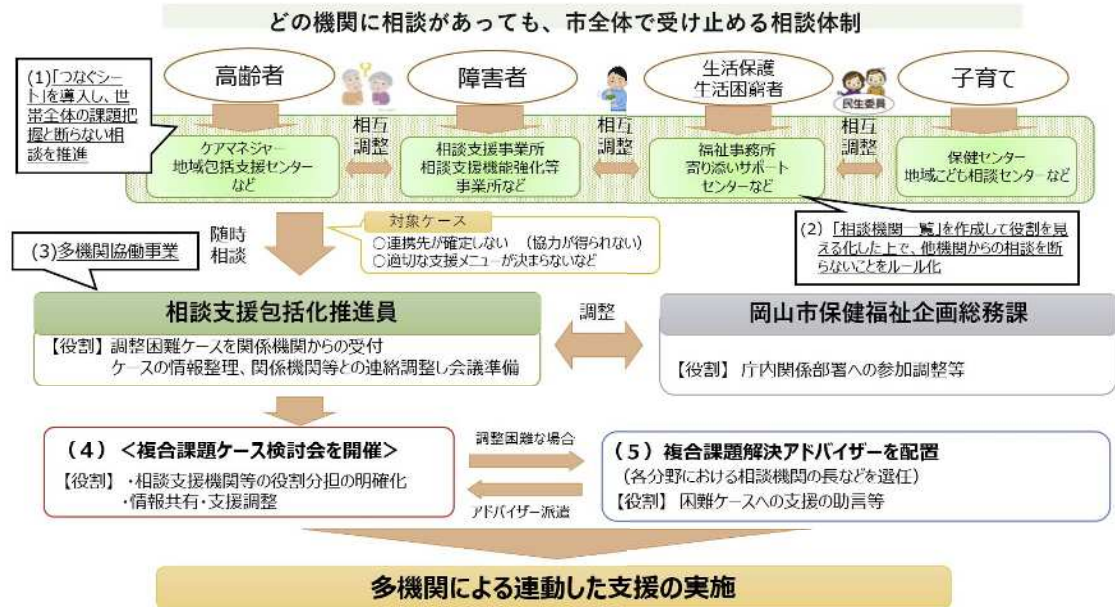 どの機関に相談があっても、市全体で受け止める相談体制
(1)「つなぐシー
ト」を導入し、世
帯全体の課題把
握と断らない相
談を推進
高齢者
障害者
生活保護
生活困窮者
子育て
民生委員
ケアマネジャー
地域包括支援センター
など
相互
調整
相談支援事業所
相談支援機能強化等
事業所など
相互
調整
福祉事務所
寄り添いサポート
センターなど
相互
調整
保健センター
地域こども相談センターなど
(2)「相談機関一覧」を作成して役割を見
える化した上で、他機関からの相談を断
らないことをルール化
(3)多機関協働事業
随時
相談
対象ケース
○連携先が確定しない (協力が得られない)
○適切な支援メニューが決まらないなど
相談支援包括化推進員
【役割】調整困難ケースを関係機関からの受付
ケースの情報整理、関係機関等との連絡調整し会議準備
調整
岡山市保健福祉企画総務課
【役割】庁内関係部署への参加調整等
(4)<複合課題ケース検討会を開催>
【役割】・相談支援機関等の役割分担の明確化
・情報共有・支援調整
調整困難な場合
アドバイザー派遣
(5)複合課題解決アドバイザーを配置
(各分野における相談機関の長などを選任)
【役割】困難ケースへの支援の助言等
多機関による連動した支援の実施